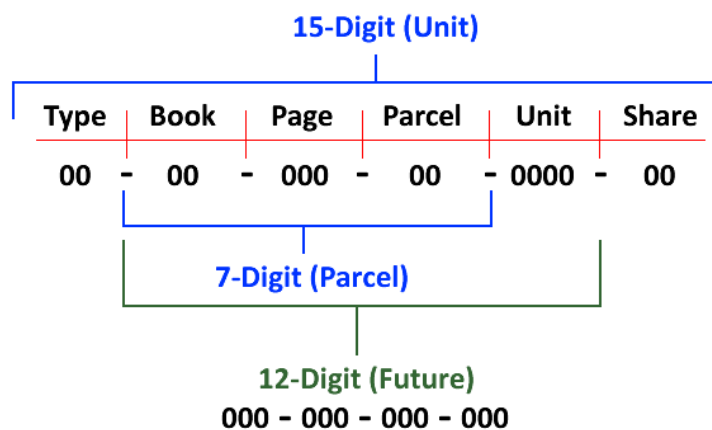 15-Digit (Unit)
Type Book Page Parcel Unit Share
00 - 00 - 000 - 00 - 0000 - 00
7-Digit (Parcel)
12-Digit (Future)
000 - 000 - 000 - 000